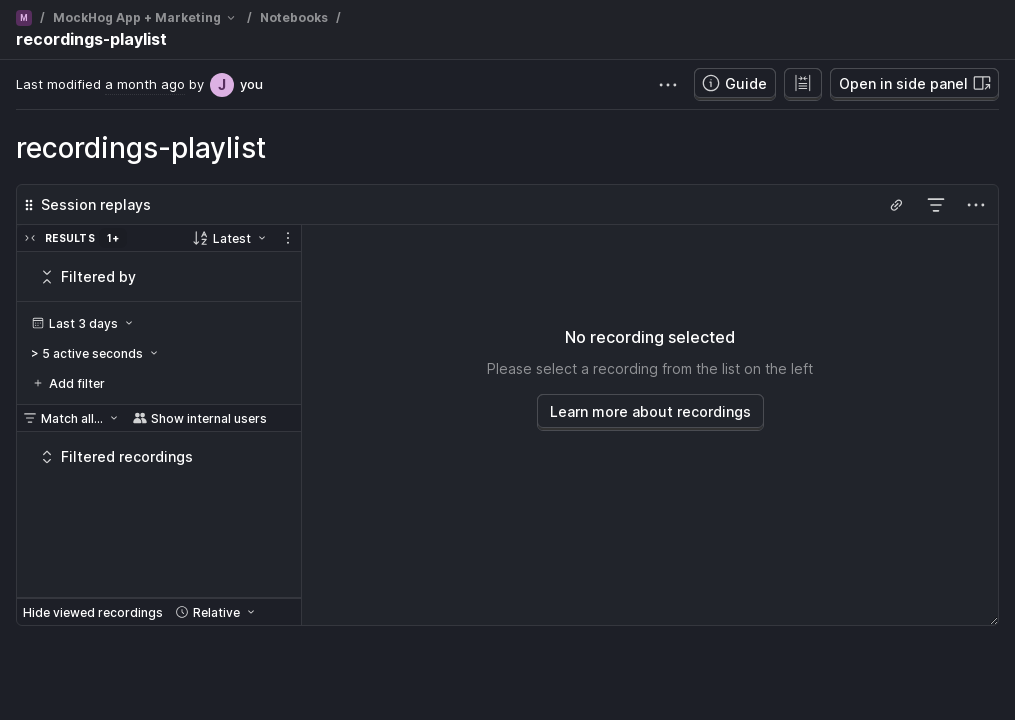 M / MockHog App + Marketing / Notebooks /
recordings-playlist
Last modified a month ago by J you
Guide
Open in side panel
recordings-playlist
Session replays
RESULTS 1+ Latest
Filtered by
Last 3 days
> 5 active seconds
Add filter
Match all... Show internal users
Filtered recordings
Hide viewed recordings Relative
No recording selected
Please select a recording from the list on the left
Learn more about recordings